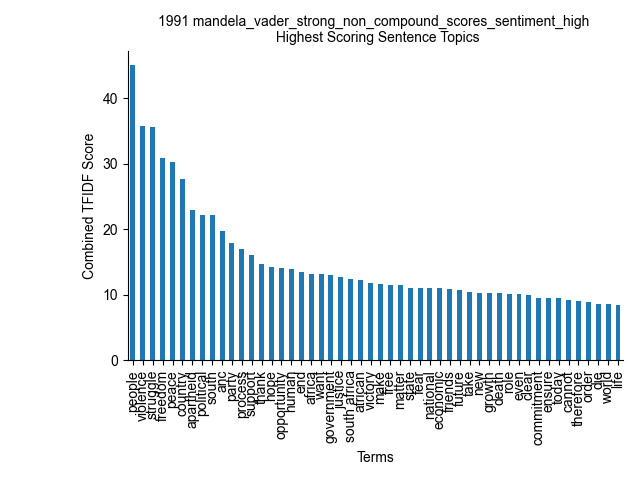 1991 mandela_vader_strong_non_compound_scores_sentiment_high
Highest Scoring Sentence Topics
Combined TFIDF Score
40
30
20
10
0
people
violence
struggle
freedom
peace
country
apartheid
political
south
anc
party
process
support
thank
hope
opportunity
human
end
africa
want
government
justice
south africa
african
victory
make
free
matter
state
fear
national
economic
friends
future
take
new
growth
death
role
even
clear
commitment
ensure
today
cannot
therefore
order
die
world
life
Terms